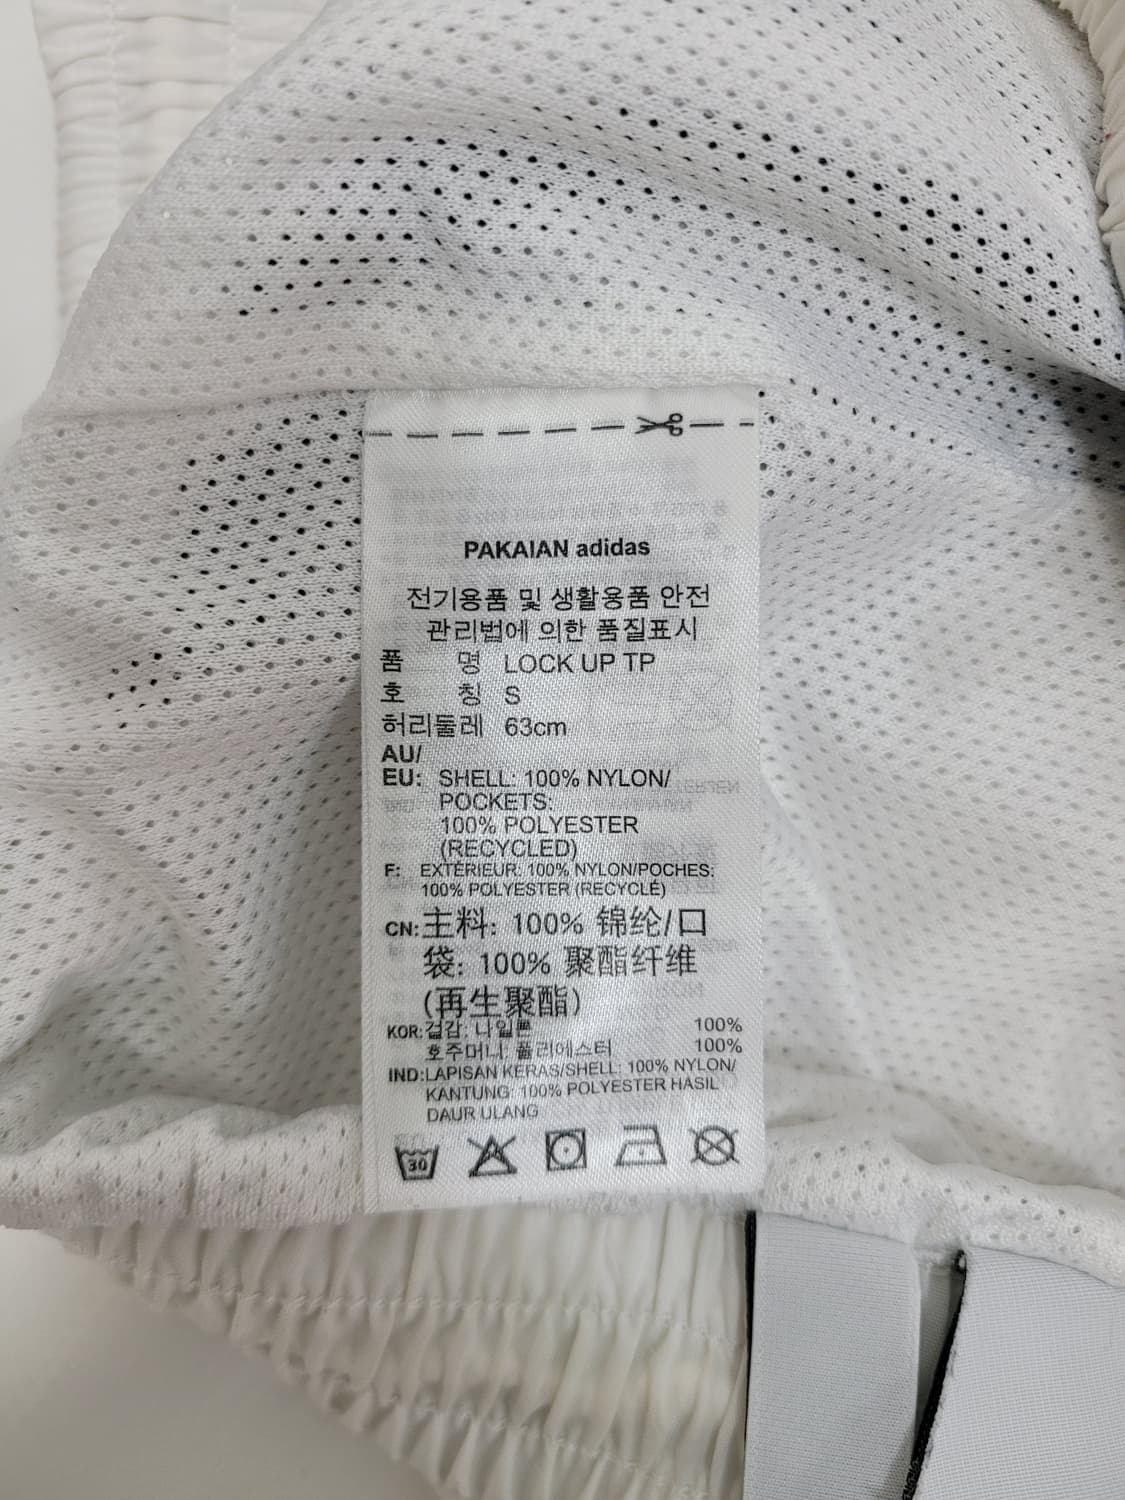 PAKAIAN adidas
전기용품 및 생활용품 안전
관리법에 의한 품질표시
품 명 LOCK UP TP
호 칭 S
허리둘레 63cm
AU/
EU: SHELL: 100% NYLON/
POCKETS:
100% POLYESTER
(RECYCLED)
F: EXTÉRIEUR: 100% NYLON/POCHES:
100% POLYESTER (RECYCLÉ)
CN: 主料: 100% 锦纶/口
袋: 100% 聚酯纤维
(再生聚酯)
KOR: 겉감: 나일론 100%
호주머니: 폴리에스터 100%
IND: LAPISAN KERAS/SHELL: 100% NYLON/
KANTUNG: 100% POLYESTER HASIL
DAUR ULANG
30